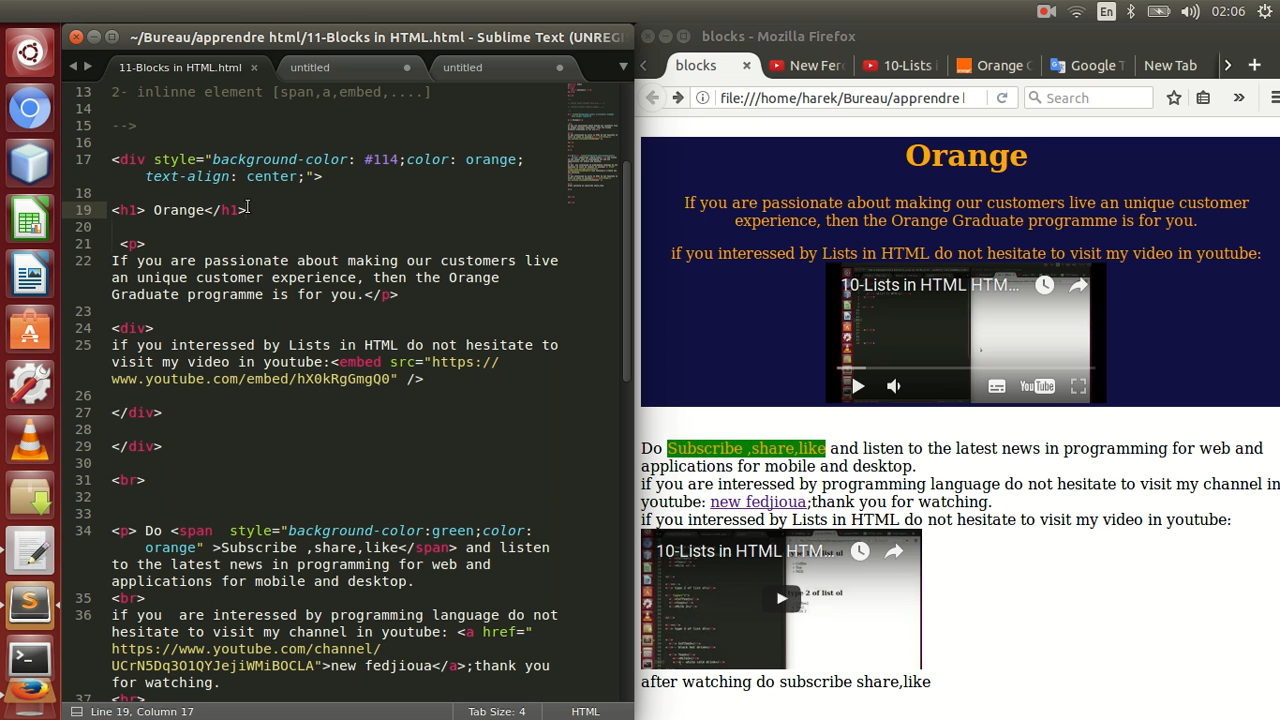 En
02:06
~/Bureau/apprendre html/11-Blocks in HTML.html - Sublime Text (UNREGI
11-Blocks in HTML.html
untitled
untitled
13 2- inlinne element [span,a,embed,....]
14
15 -->
16
17 <div style="background-color: #114;color: orange;
text-align: center;">
18
19 <h1> Orange</h1>
20
21 <p>
22 If you are passionate about making our customers live
an unique customer experience, then the Orange
Graduate programme is for you.</p>
23
24 <div>
25 if you interested by Lists in HTML do not hesitate to
visit my video in youtube:<embed src="https://
www.youtube.com/embed/hX0kRgGmgQ0" />
26
27 </div>
28
29 </div>
30
31 <br>
32
33
34 <p> Do <span style="background-color:green;color:
orange" >Subscribe ,share,like</span> and listen
to the latest news in programming for web and
applications for mobile and desktop.
35 <br>
36 if you are interested by programming language do not
hesitate to visit my channel in youtube: <a href="
https://www.youtube.com/channel/
UCrN5Dq3O1QYJejiWMiBOCLA">new fedjioua</a>;thank you
for watching.
37 <br>
Line 19, Column 17
Tab Size: 4
HTML
blocks - Mozilla Firefox
blocks
New Fer
10-Lists i
Orange G
Google T
New Tab
file:///home/harek/Bureau/apprendre
Search
Orange
If you are passionate about making our customers live an unique customer
experience, then the Orange Graduate programme is for you.
if you interested by Lists in HTML do not hesitate to visit my video in youtube:
10-Lists in HTML HTM...
YouTube
Do Subscribe ,share,like and listen to the latest news in programming for web and
applications for mobile and desktop.
if you are interested by programming language do not hesitate to visit my channel in
youtube: new fedjioua;thank you for watching.
if you interested by Lists in HTML do not hesitate to visit my video in youtube:
10-Lists in HTML HTM...
type 2 of list ol
after watching do subscribe share,like